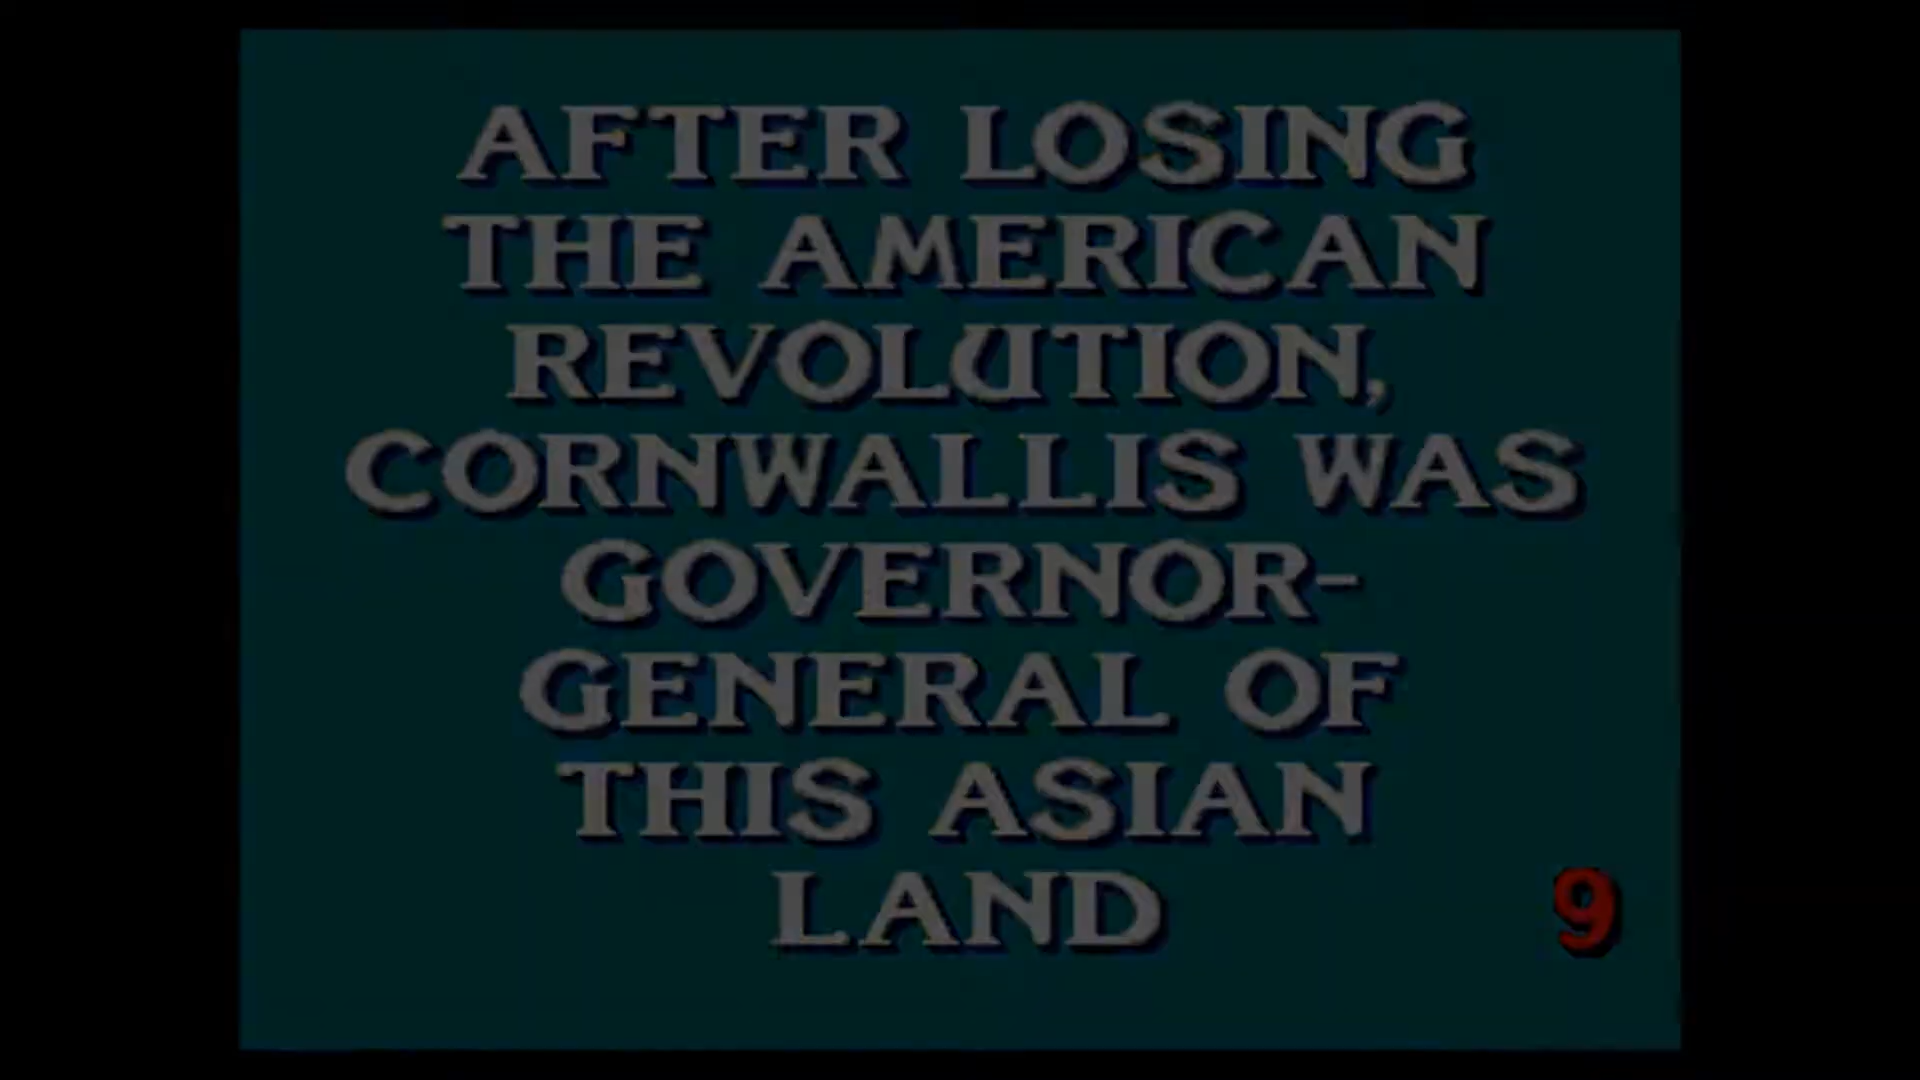 AFTER LOSING
THE AMERICAN
REVOLUTION,
CORNWALLIS WAS
GOVERNOR-
GENERAL OF
THIS ASIAN
LAND
9